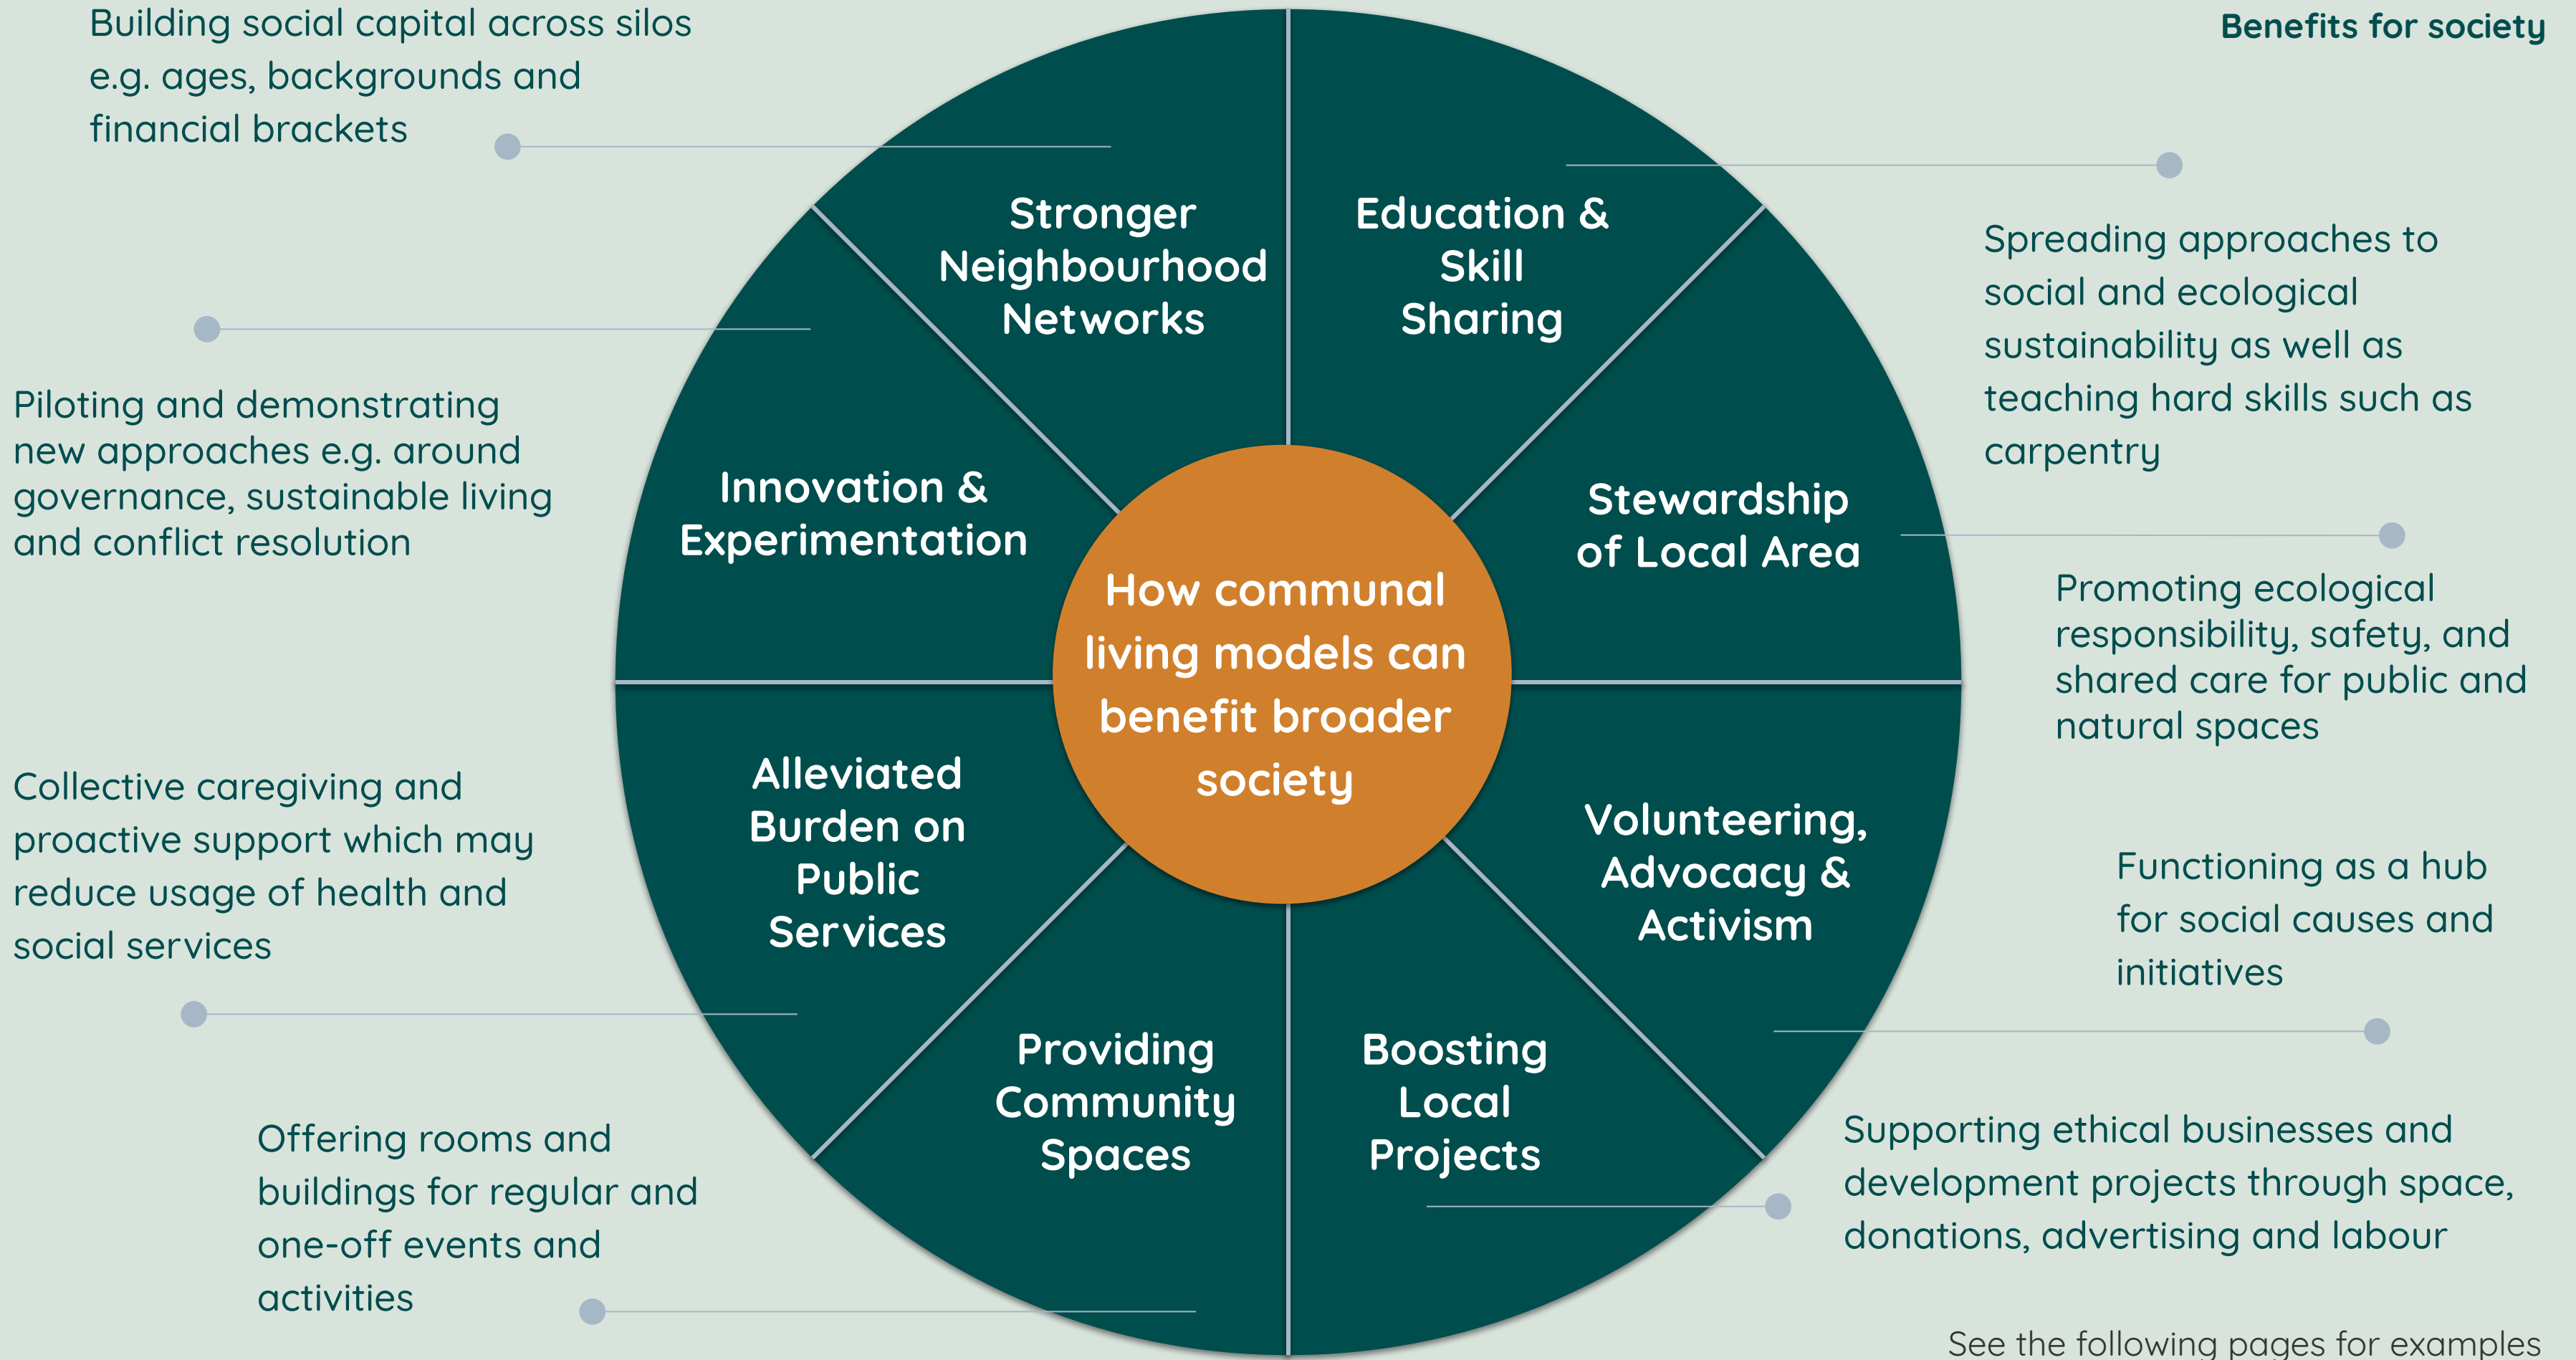 Benefits for society
Building social capital across silos
e.g. ages, backgrounds and
financial brackets
Stronger
Neighbourhood
Networks
Education &
Skill
Sharing
Spreading approaches to
social and ecological
sustainability as well as
teaching hard skills such as
carpentry
Piloting and demonstrating
new approaches e.g. around
governance, sustainable living
and conflict resolution
Innovation &
Experimentation
Stewardship
of Local Area
Promoting ecological
responsibility, safety, and
shared care for public and
natural spaces
How communal
living models can
benefit broader
society
Collective caregiving and
proactive support which may
reduce usage of health and
social services
Alleviated
Burden on
Public
Services
Volunteering,
Advocacy &
Activism
Functioning as a hub
for social causes and
initiatives
Offering rooms and
buildings for regular and
one-off events and
activities
Providing
Community
Spaces
Boosting
Local
Projects
Supporting ethical businesses and
development projects through space,
donations, advertising and labour
See the following pages for examples